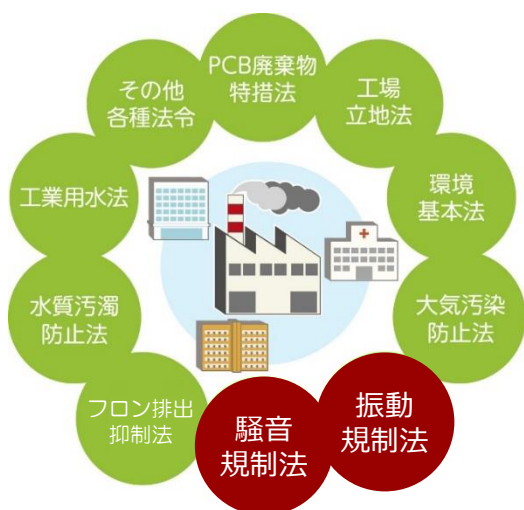 PCB廃棄物
特措法
工場
立地法
環境
基本法
大気汚染
防止法
振動
規制法
騒音
規制法
フロン排出
抑制法
水質汚濁
防止法
工業用水法
その他
各種法令